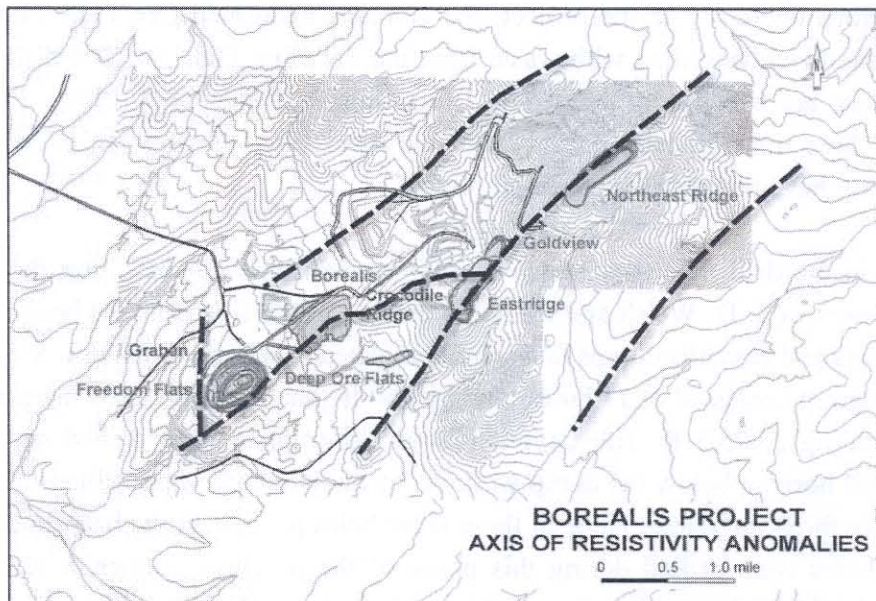 N
Northeast Ridge
Goldview
Borealis
Crocodile
Ridge
Eastridge
Graben
Freedom Flats
Deep Ore Flats
BOREALIS PROJECT
AXIS OF RESISTIVITY ANOMALIES
0 0.5 1.0 mile